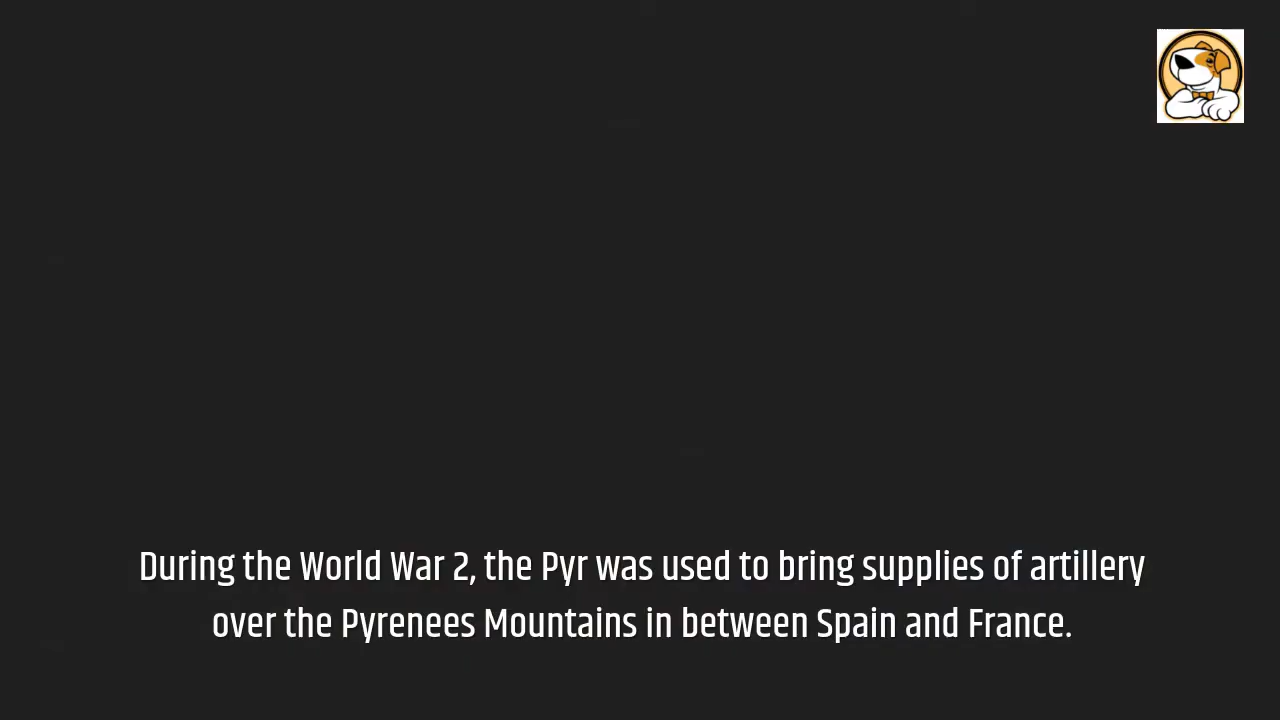 During the World War 2, the Pyr was used to bring supplies of artillery
over the Pyrenees Mountains in between Spain and France.